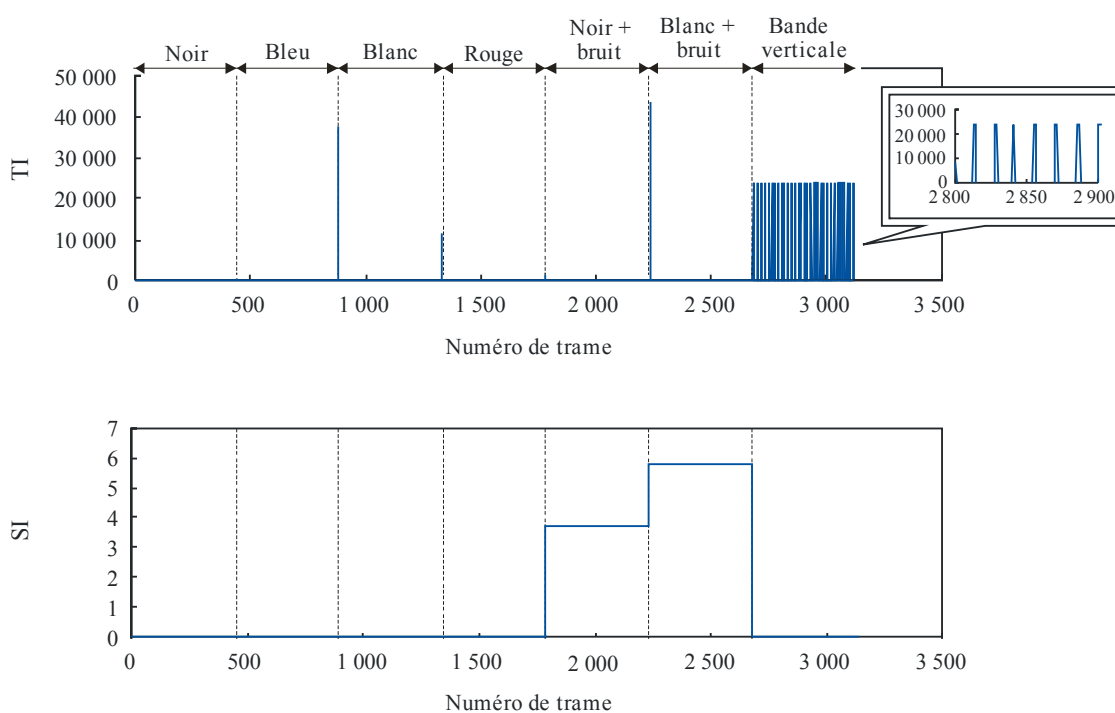 Noir
Bleu
Blanc
Rouge
Noir +
bruit
Blanc +
bruit
Bande
verticale
TI
50 000
40 000
30 000
20 000
10 000
0
0
500
1 000
1 500
2 000
2 500
3 000
3 500
Numéro de trame
30 000
20 000
10 000
0
2 800
2 850
2 900
SI
7
6
5
4
3
2
1
0
0
500
1 000
1 500
2 000
2 500
3 000
3 500
Numéro de trame